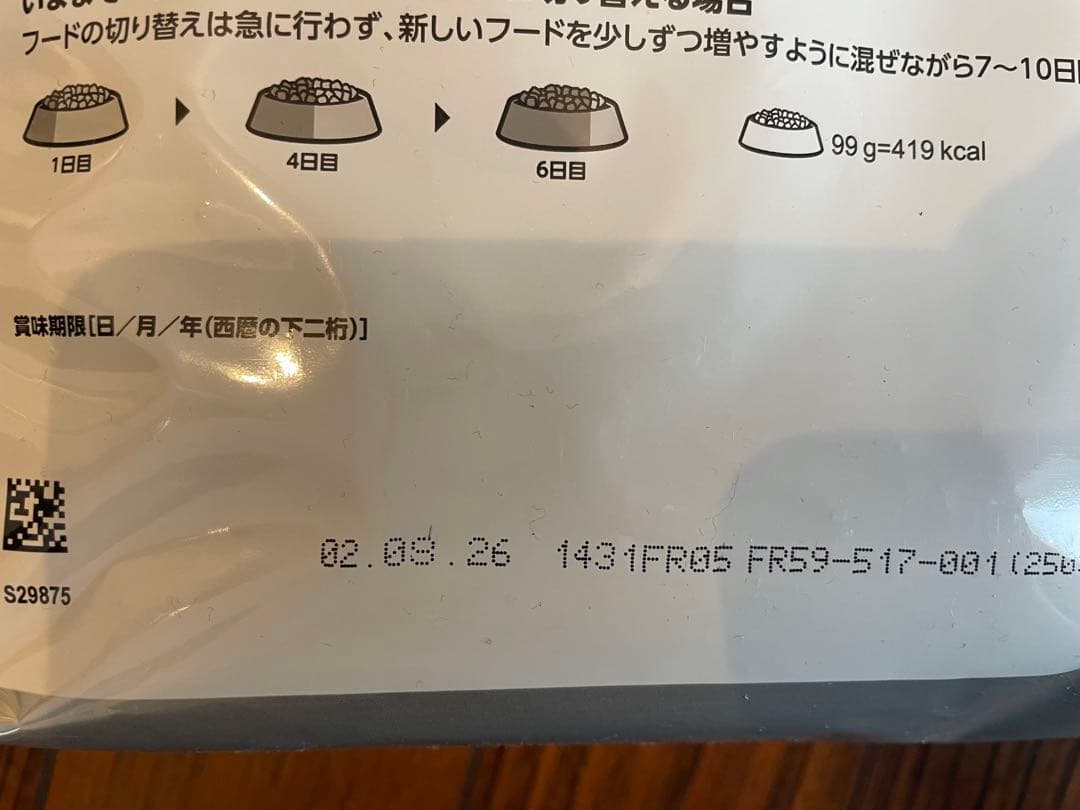 フードの切り替えは急に行わず、新しいフードを少しずつ増やすように混ぜながら7〜10日
1日目
4日目
6日目
99 g=419 kcal
賞味期限[日/月/年(西暦の下二桁)]
02.08.26 1431FR05 FR59-517-001(250
S29875